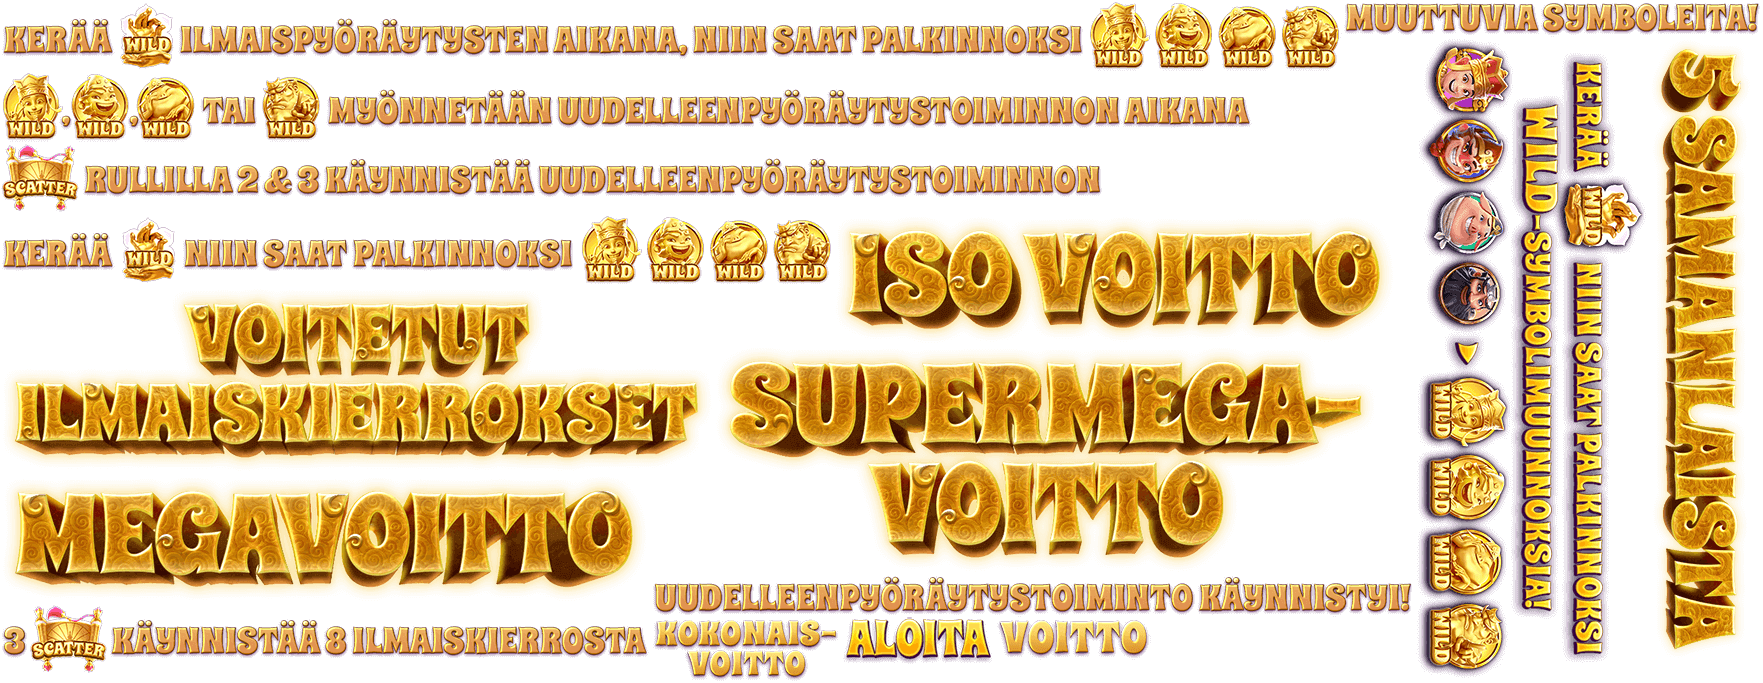 KERÄÄ WILD ILMAISPYÖRÄYTYSTEN AIKANA, NIIN SAAT PALKINNOKSI WILD WILD WILD WILD
WILD, WILD, WILD TAI WILD MYÖNNETÄÄN UUDELLEENPYÖRÄYTYSTOIMINNON AIKANA
SCATTER RULLILLA 2 & 3 KÄYNNISTÄÄ UUDELLEENPYÖRÄYTYSTOIMINNON
KERÄÄ WILD NIIN SAAT PALKINNOKSI WILD WILD WILD WILD
ISO VOITTO
VOITETUT
ILMAISKIERROKSET
SUPERMEGA-
VOITTO
MEGAVOITTO
UUDELLEENPYÖRÄYTYSTOIMINTO KÄYNNISTYI!
3 SCATTER KÄYNNISTÄÄ 8 ILMAISKIERROSTA
KOKONAIS-
VOITTO
ALOITA
VOITTO
MUUTTUVIA SYMBOLEITA!
5 SAMANLAISTA
KERÄÄ WILD NIIN SAAT PALKINNOKSI
WILD-SYMBOLIMUUNNOKSIA!
WILD WILD WILD WILD